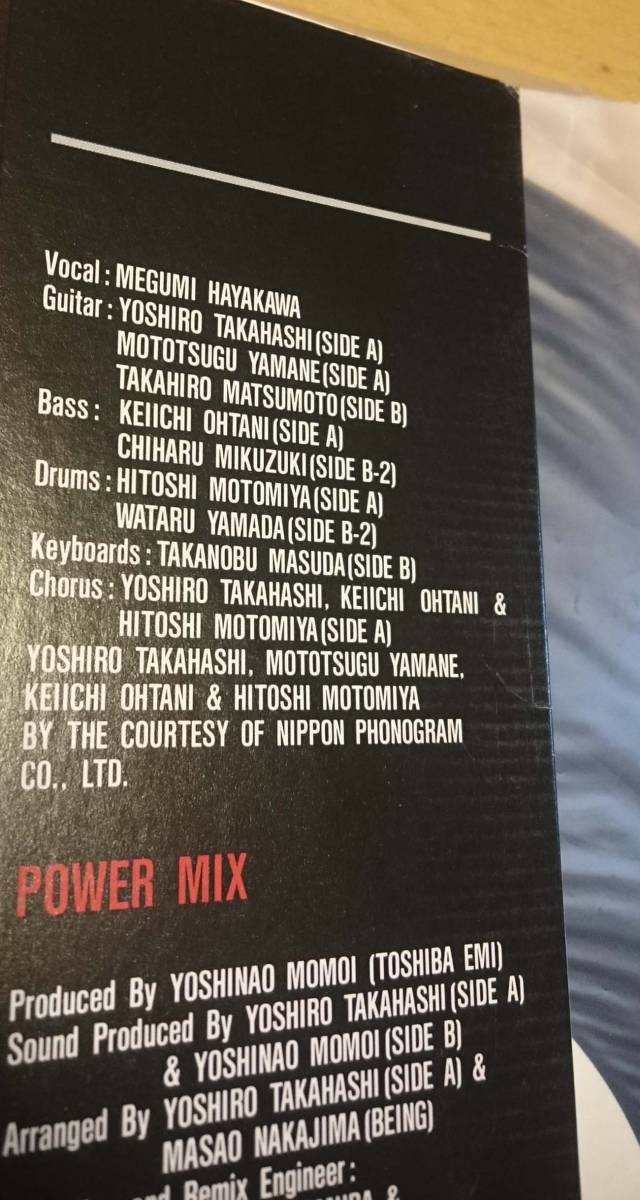 Vocal : MEGUMI HAYAKAWA
Guitar : YOSHIRO TAKAHASHI (SIDE A)
MOTOTSUGU YAMANE (SIDE A)
TAKAHIRO MATSUMOTO (SIDE B)
Bass : KEIICHI OHTANI (SIDE A)
CHIHARU MIKUZUKI (SIDE B-2)
Drums : HITOSHI MOTOMIYA (SIDE A)
WATARU YAMADA (SIDE B-2)
Keyboards : TAKANOBU MASUDA (SIDE B)
Chorus : YOSHIRO TAKAHASHI, KEIICHI OHTANI &
HITOSHI MOTOMIYA (SIDE A)
YOSHIRO TAKAHASHI, MOTOTSUGU YAMANE,
KEIICHI OHTANI & HITOSHI MOTOMIYA
BY THE COURTESY OF NIPPON PHONOGRAM
CO., LTD.
POWER MIX
Produced By YOSHINAO MOMOI (TOSHIBA EMI)
Sound Produced By YOSHIRO TAKAHASHI (SIDE A)
& YOSHINAO MOMOI (SIDE B)
Arranged By YOSHIRO TAKAHASHI (SIDE A) &
MASAO NAKAJIMA (BEING)
Remix Engineer :
&